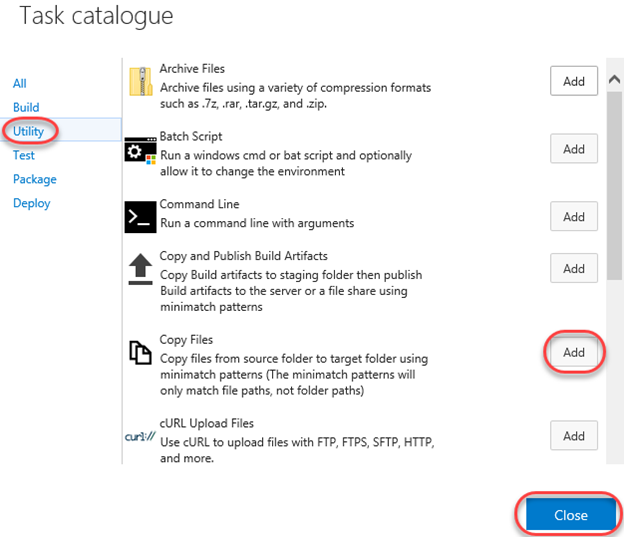 Task catalogue
All
Build
Utility
Test
Package
Deploy
Archive Files
Archive files using a variety of compression formats
such as .7z, .rar, .tar.gz, and .zip.
Add
Batch Script
Run a windows cmd or bat script and optionally
allow it to change the environment
Add
Command Line
Run a command line with arguments
Add
Copy and Publish Build Artifacts
Copy Build artifacts to staging folder then publish
Build artifacts to the server or a file share using
minimatch patterns
Add
Copy Files
Copy files from source folder to target folder using
minimatch patterns (The minimatch patterns will
only match file paths, not folder paths)
Add
curl://
cURL Upload Files
Use cURL to upload files with FTP, FTPS, SFTP, HTTP,
and more.
Add
Close